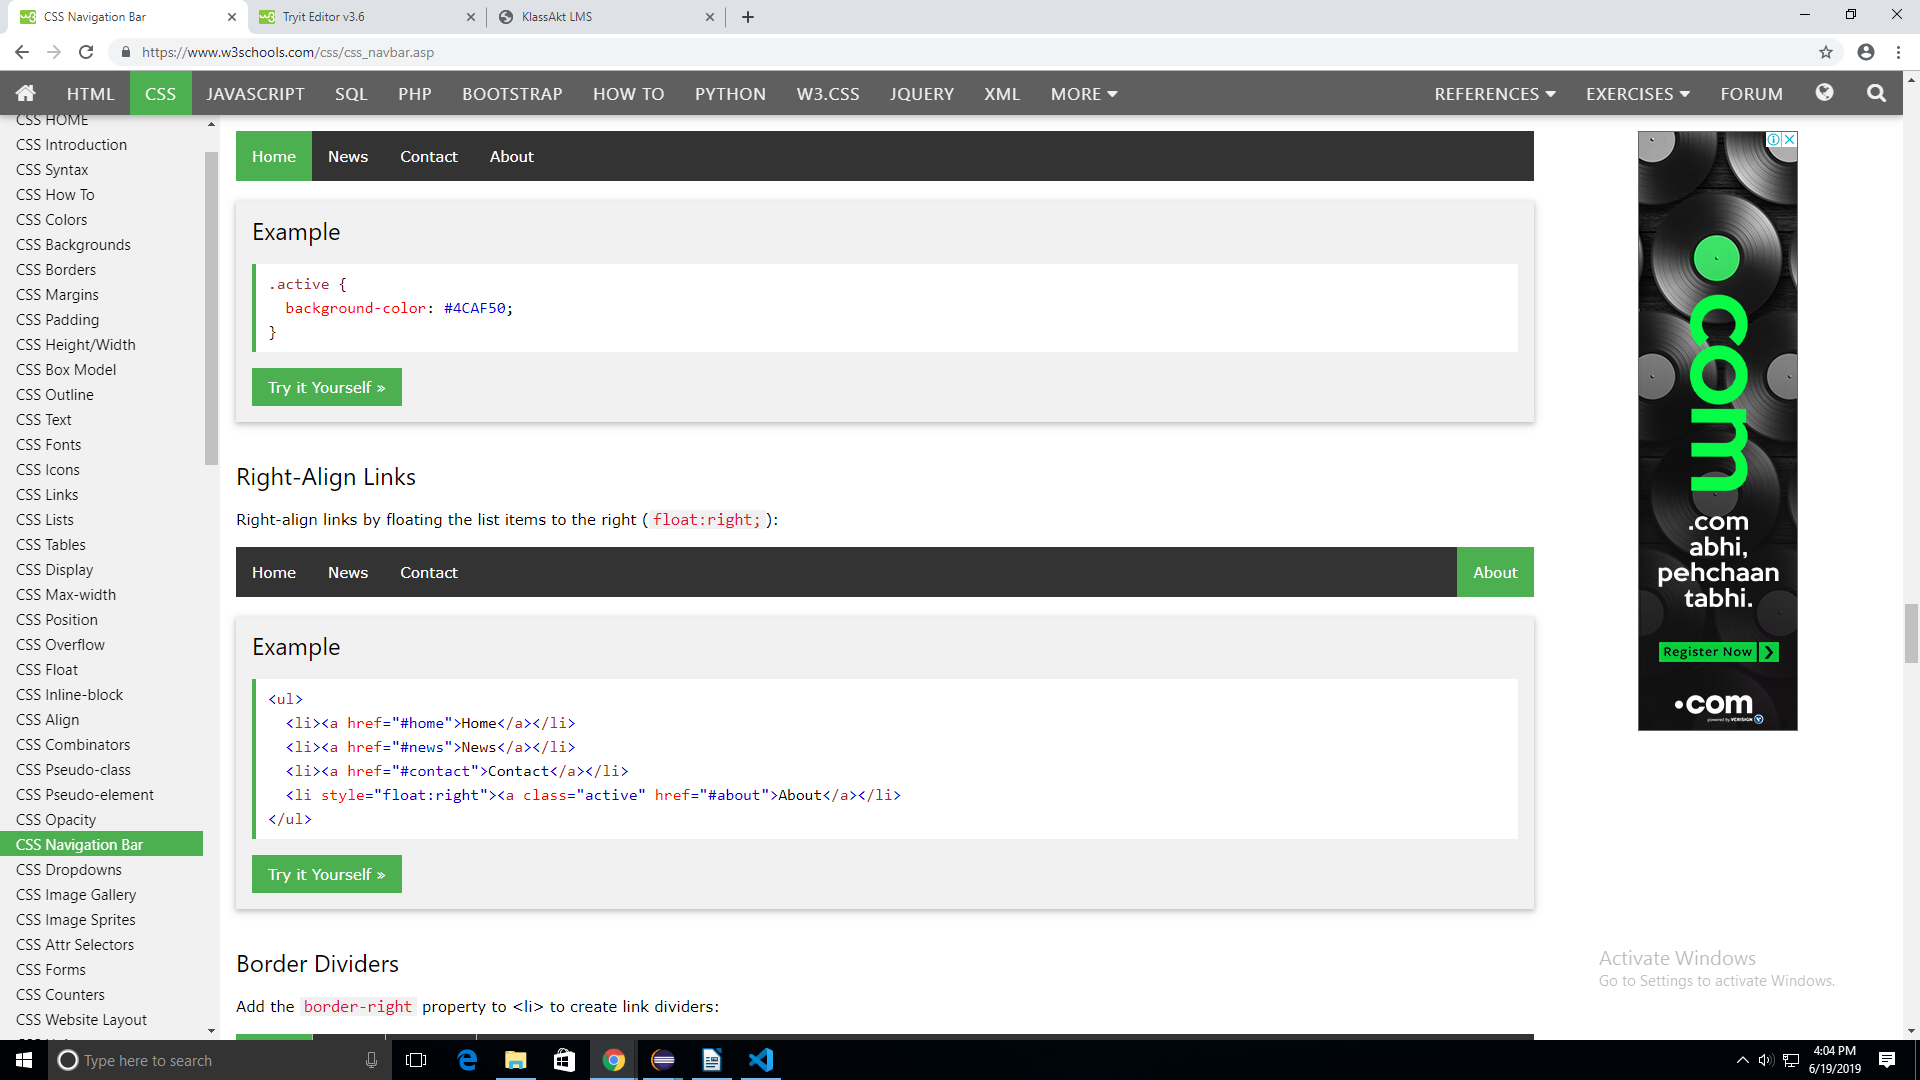 CSS Navigation Bar
Tryit Editor v3.6
KlassAkt LMS
https://www.w3schools.com/css/css_navbar.asp
HTML
CSS
JAVASCRIPT
SQL
PHP
BOOTSTRAP
HOW TO
PYTHON
W3.CSS
JQUERY
XML
MORE
REFERENCES
EXERCISES
FORUM
CSS HOME
CSS Introduction
CSS Syntax
CSS How To
CSS Colors
CSS Backgrounds
CSS Borders
CSS Margins
CSS Padding
CSS Height/Width
CSS Box Model
CSS Outline
CSS Text
CSS Fonts
CSS Icons
CSS Links
CSS Lists
CSS Tables
CSS Display
CSS Max-width
CSS Position
CSS Overflow
CSS Float
CSS Inline-block
CSS Align
CSS Combinators
CSS Pseudo-class
CSS Pseudo-element
CSS Opacity
CSS Navigation Bar
CSS Dropdowns
CSS Image Gallery
CSS Image Sprites
CSS Attr Selectors
CSS Forms
CSS Counters
CSS Website Layout
Home News Contact About
Example
.active {
  background-color: #4CAF50;
}
Try it Yourself »
Right-Align Links
Right-align links by floating the list items to the right (float:right;):
Home News Contact About
Example
<ul>
  <li><a href="#home">Home</a></li>
  <li><a href="#news">News</a></li>
  <li><a href="#contact">Contact</a></li>
  <li style="float:right"><a class="active" href="#about">About</a></li>
</ul>
Try it Yourself »
Border Dividers
Add the border-right property to <li> to create link dividers:
com
.com
abhi,
pehchaan
tabhi.
Register Now
.com
powered by VERISIGN
Activate Windows
Go to Settings to activate Windows.
Type here to search
4:04 PM
6/19/2019